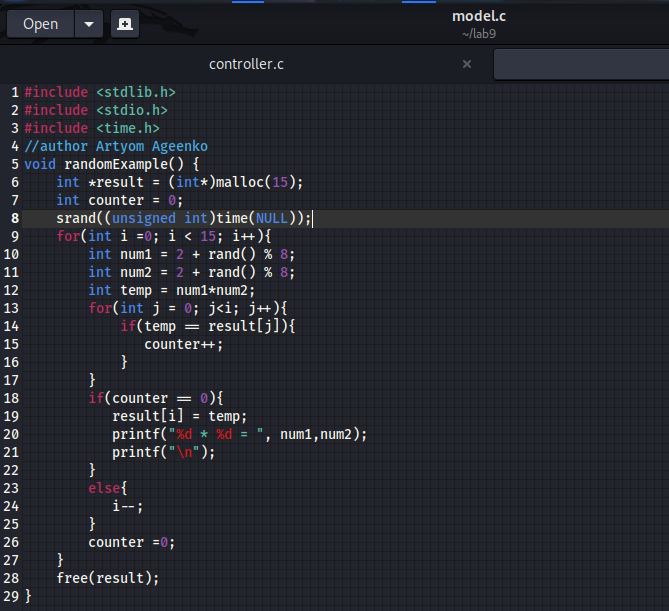 Open
model.c
~/lab9
controller.c
1 #include <stdlib.h>
2 #include <stdio.h>
3 #include <time.h>
4 //author Artyom Ageenko
5 void randomExample() {
6     int *result = (int*)malloc(15);
7     int counter = 0;
8     srand((unsigned int)time(NULL));
9     for(int i =0; i < 15; i++){
10         int num1 = 2 + rand() % 8;
11         int num2 = 2 + rand() % 8;
12         int temp = num1*num2;
13         for(int j = 0; j<i; j++){
14             if(temp == result[j]){
15                counter++;
16             }
17         }
18         if(counter == 0){
19            result[i] = temp;
20            printf("%d * %d = ", num1,num2);
21            printf("\n");
22         }
23         else{
24            i--;
25         }
26         counter =0;
27     }
28     free(result);
29 }